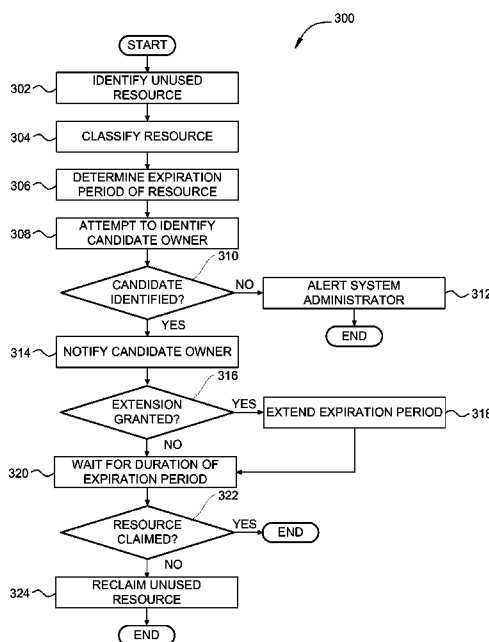 300
START
302
IDENTIFY UNUSED
RESOURCE
304
CLASSIFY RESOURCE
306
DETERMINE EXPIRATION
PERIOD OF RESOURCE
308
ATTEMPT TO IDENTIFY
CANDIDATE OWNER
310
CANDIDATE
IDENTIFIED?
NO
ALERT SYSTEM
ADMINISTRATOR
312
END
YES
314
NOTIFY CANDIDATE OWNER
316
EXTENSION
GRANTED?
YES
EXTEND EXPIRATION PERIOD
318
NO
320
WAIT FOR DURATION OF
EXPIRATION PERIOD
322
RESOURCE
CLAIMED?
YES
END
NO
324
RECLAIM UNUSED
RESOURCE
END